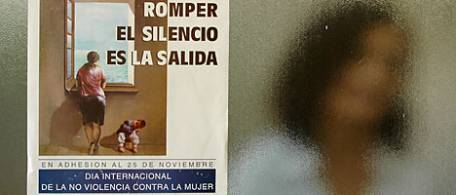 ROMPER
EL SILENCIO
ES LA SALIDA
EN ADHESION AL 25 DE NOVIEMBRE
DIA INTERNACIONAL
DE LA NO VIOLENCIA CONTRA LA MUJER